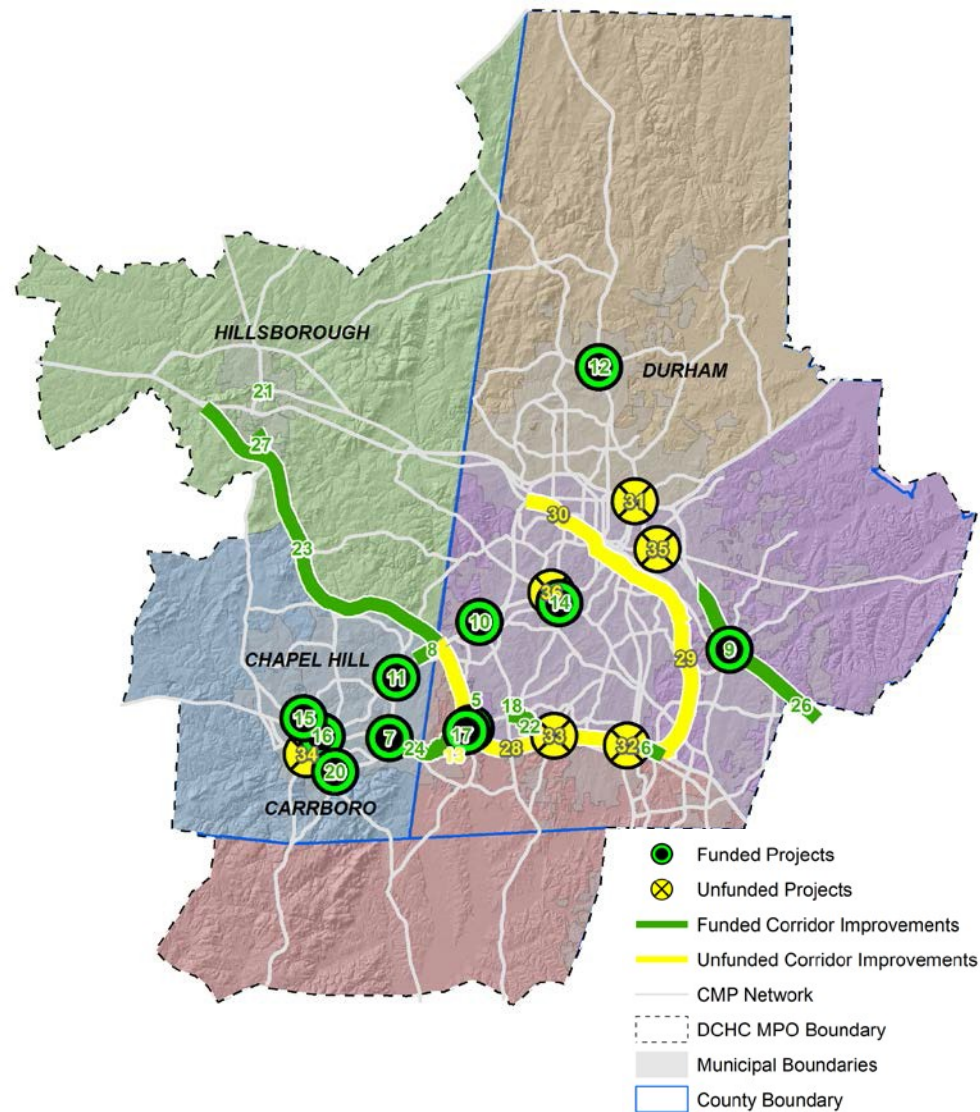 HILLSBOROUGH
12
DURHAM
21
27
31
30
35
23
36
14
10
8
CHAPEL HILL
11
9
29
5
18
26
15
16
7
17
22
33
24
13
28
32
6
34
20
CARRBORO
Funded Projects
Unfunded Projects
Funded Corridor Improvements
Unfunded Corridor Improvements
CMP Network
DCHC MPO Boundary
Municipal Boundaries
County Boundary